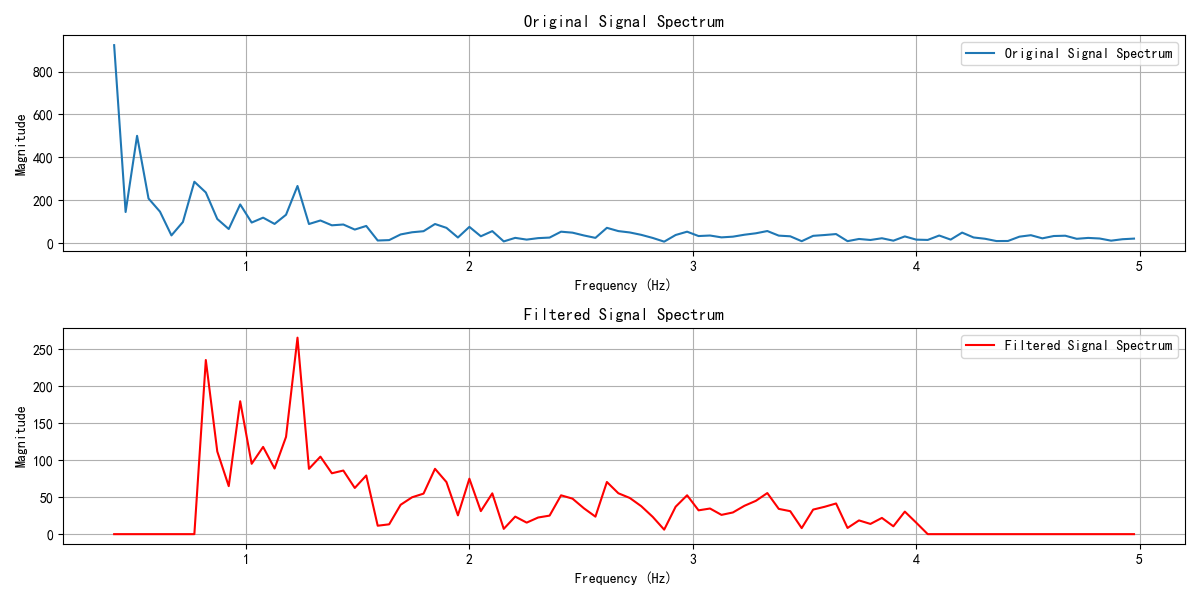 Original Signal Spectrum
Original Signal Spectrum
800
600
400
200
0
Magnitude
1 2 3 4 5
Frequency (Hz)
Filtered Signal Spectrum
Filtered Signal Spectrum
250
200
150
100
50
0
Magnitude
1 2 3 4 5
Frequency (Hz)